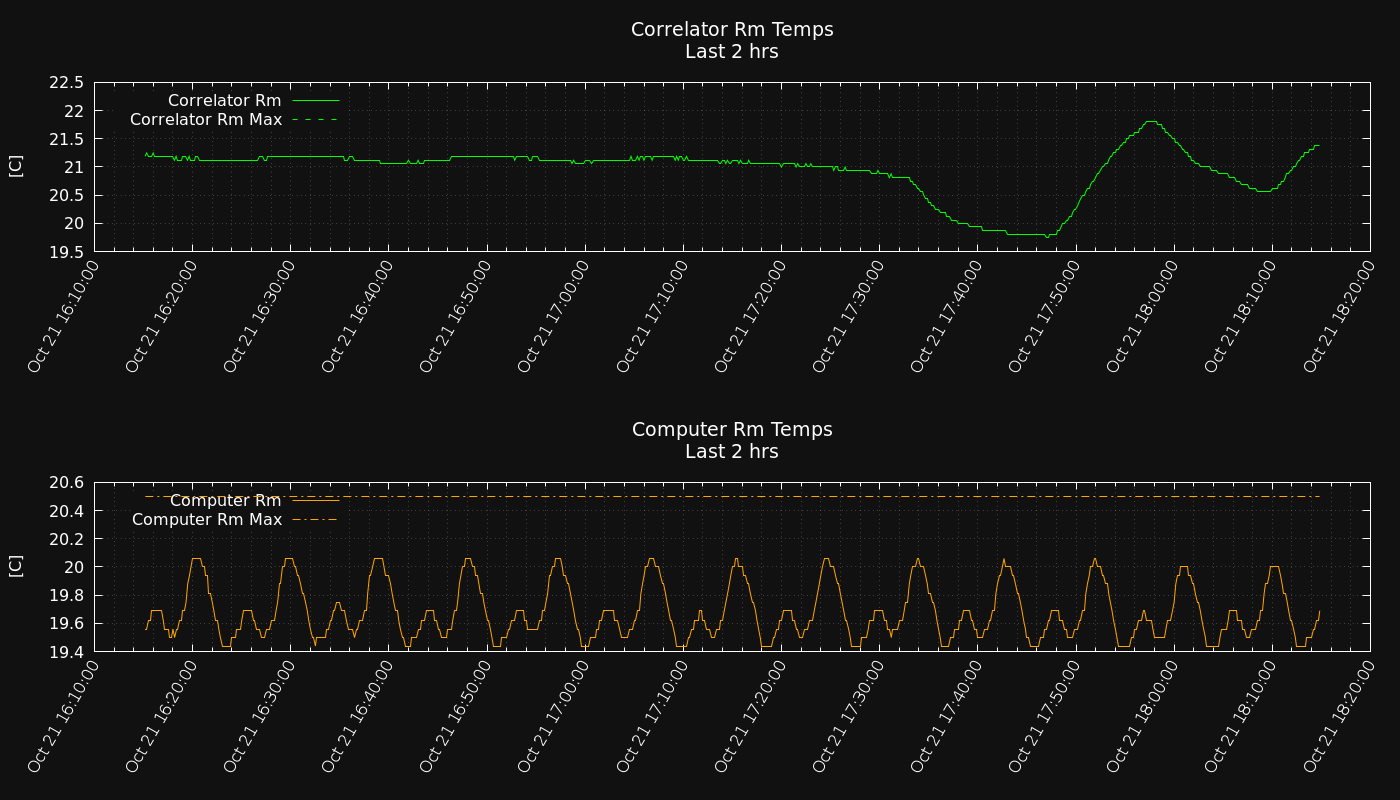 Correlator Rm Temps
Last 2 hrs
22.5
22
21.5
21
20.5
20
19.5
[C]
Correlator Rm
Correlator Rm Max
Oct 21 16:10:00
Oct 21 16:20:00
Oct 21 16:30:00
Oct 21 16:40:00
Oct 21 16:50:00
Oct 21 17:00:00
Oct 21 17:10:00
Oct 21 17:20:00
Oct 21 17:30:00
Oct 21 17:40:00
Oct 21 17:50:00
Oct 21 18:00:00
Oct 21 18:10:00
Oct 21 18:20:00
Computer Rm Temps
Last 2 hrs
20.6
20.4
20.2
20
19.8
19.6
19.4
[C]
Computer Rm
Computer Rm Max
Oct 21 16:10:00
Oct 21 16:20:00
Oct 21 16:30:00
Oct 21 16:40:00
Oct 21 16:50:00
Oct 21 17:00:00
Oct 21 17:10:00
Oct 21 17:20:00
Oct 21 17:30:00
Oct 21 17:40:00
Oct 21 17:50:00
Oct 21 18:00:00
Oct 21 18:10:00
Oct 21 18:20:00